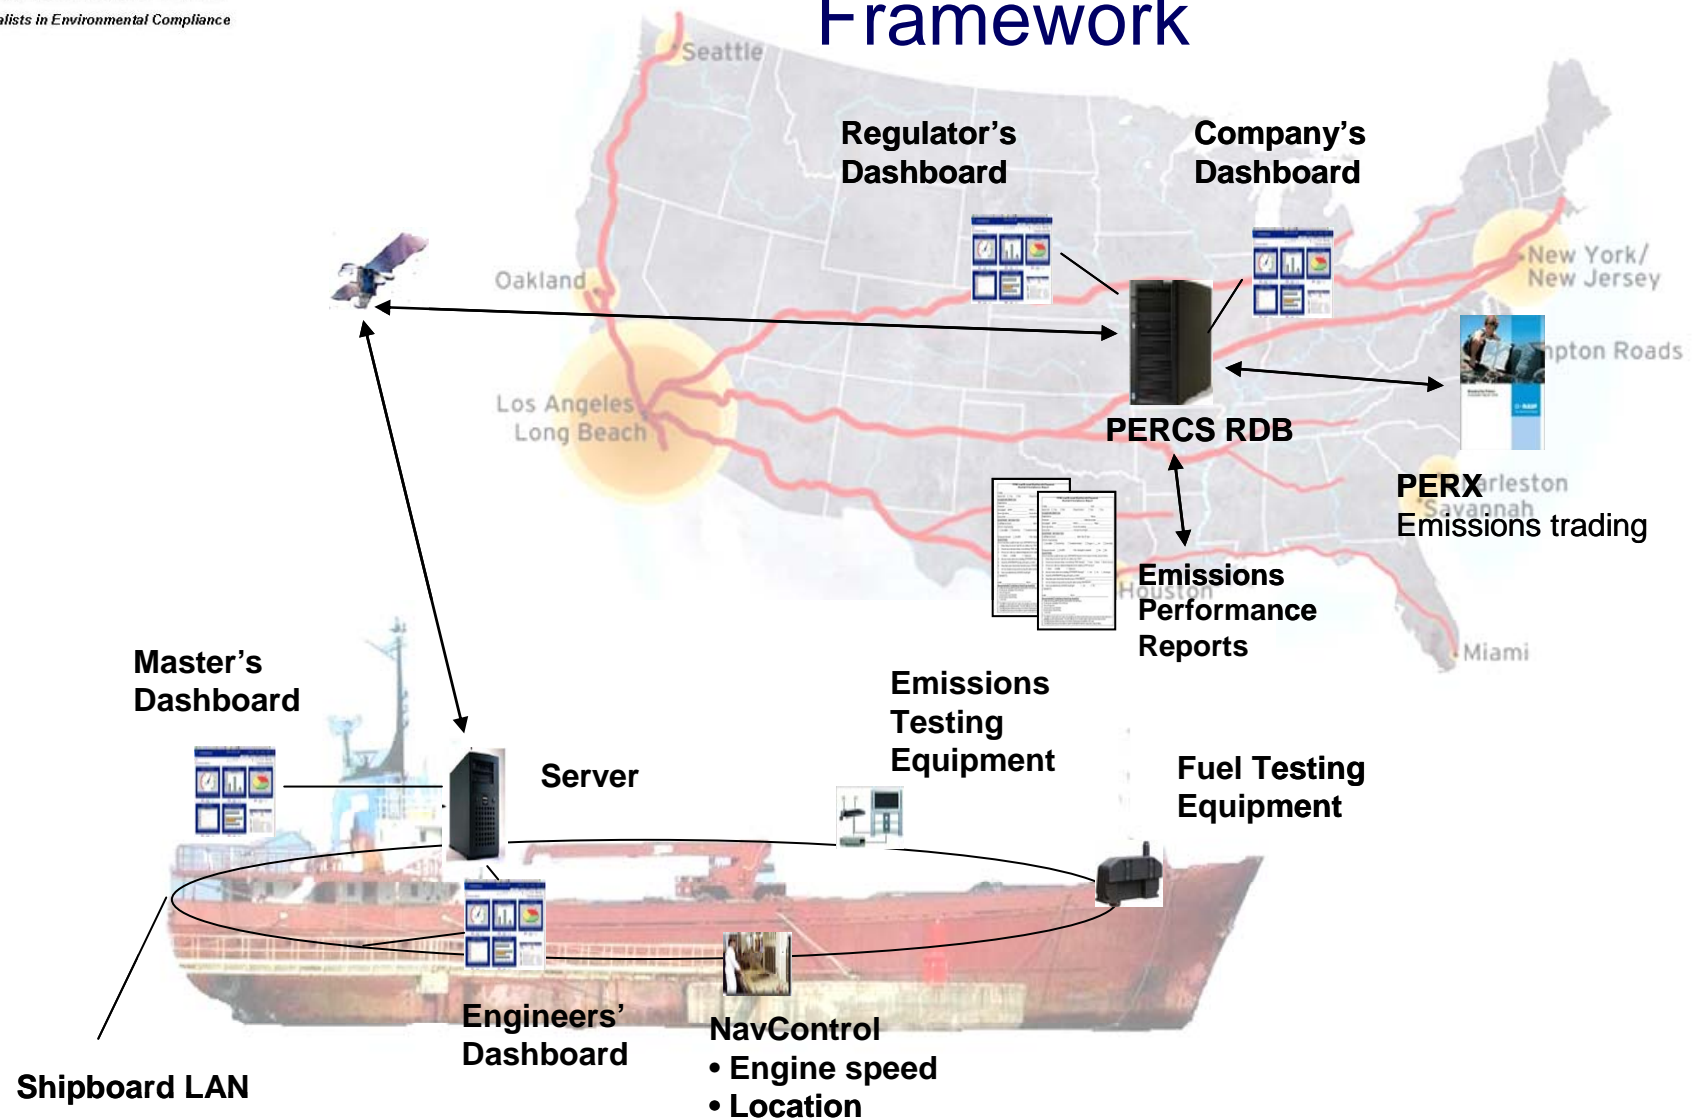 alists in Environmental Compliance
Framework
Seattle
Regulator's
Dashboard
Company's
Dashboard
Oakland
New York/
New Jersey
mpton Roads
Los Angeles
Long Beach
PERCS RDB
PERX
Emissions trading
arleston
Savannah
Emissions
Performance
Reports
Houston
Miami
Master's
Dashboard
Emissions
Testing
Equipment
Server
Fuel Testing
Equipment
Engineers'
Dashboard
NavControl
• Engine speed
• Location
Shipboard LAN